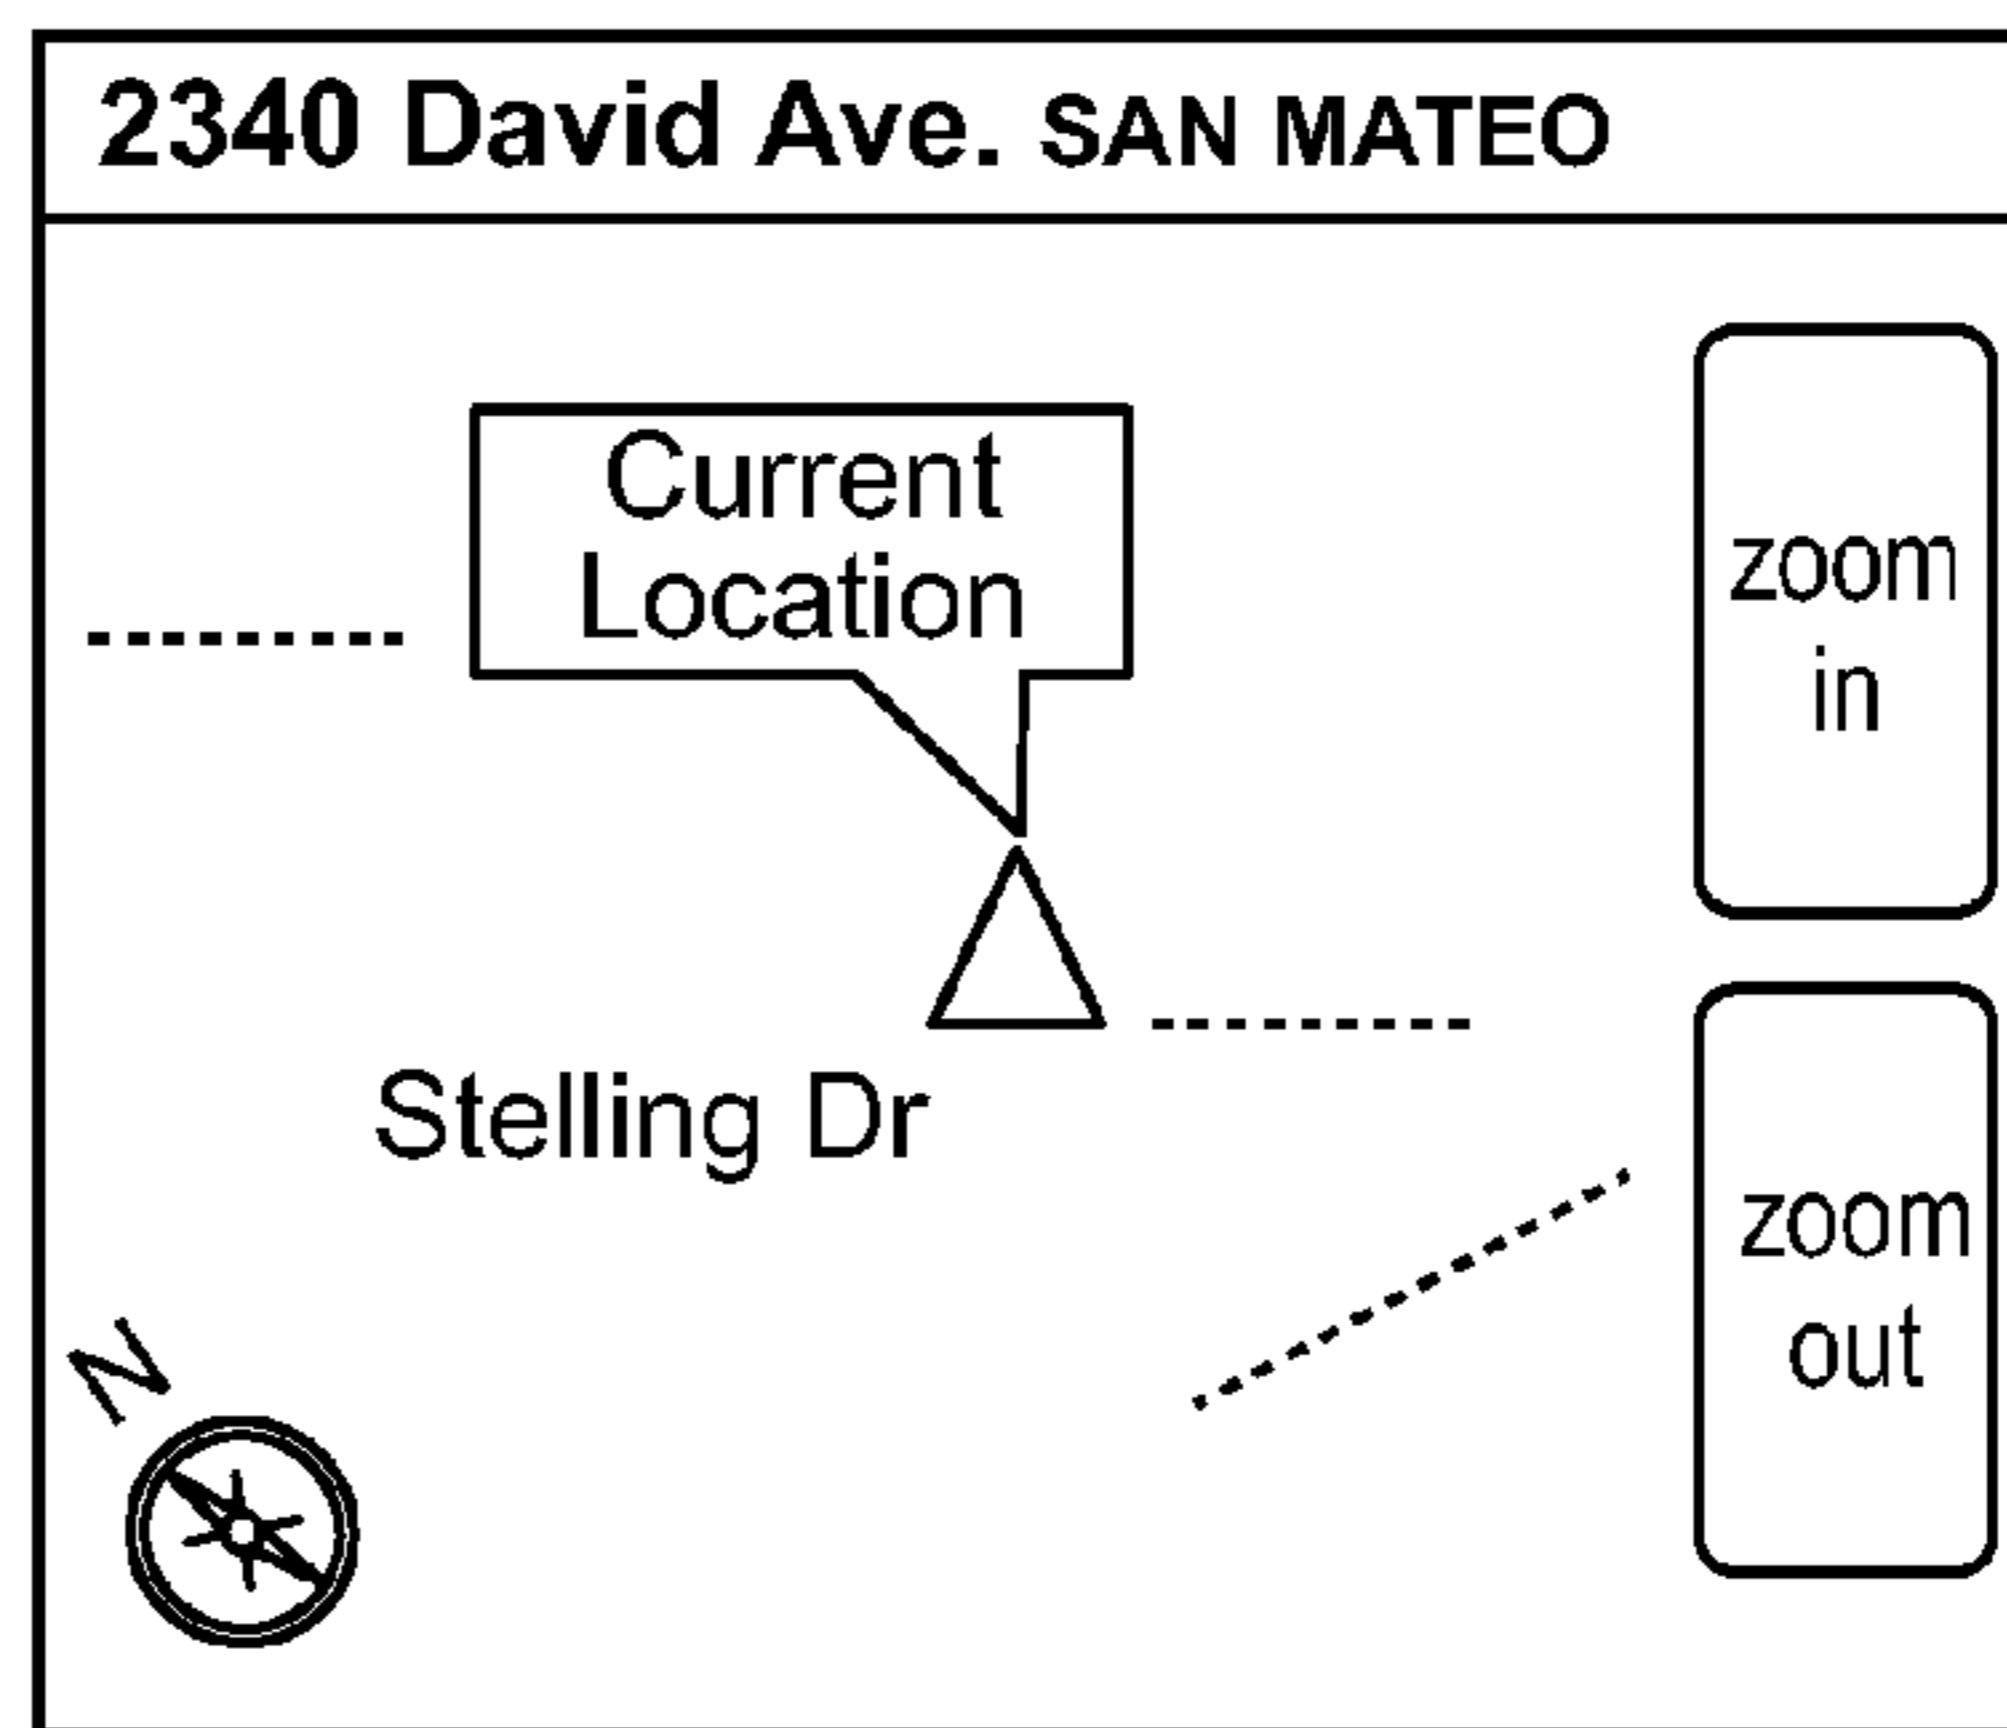 2340 David Ave. SAN MATEO
Current
Location
zoom
in
Stelling Dr
zoom
out
N